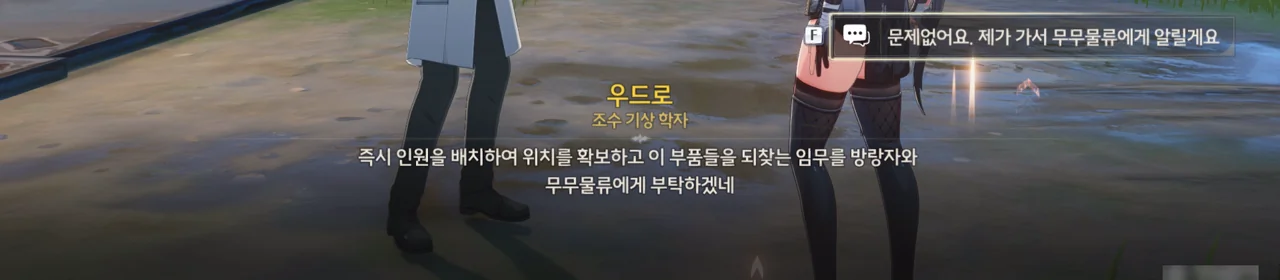 F 문제없어요. 제가 가서 무무물류에게 알릴게요
우드로
조수 기상 학자
즉시 인원을 배치하여 위치를 확보하고 이 부품들을 되찾는 임무를 방랑자와
무무물류에게 부탁하겠네